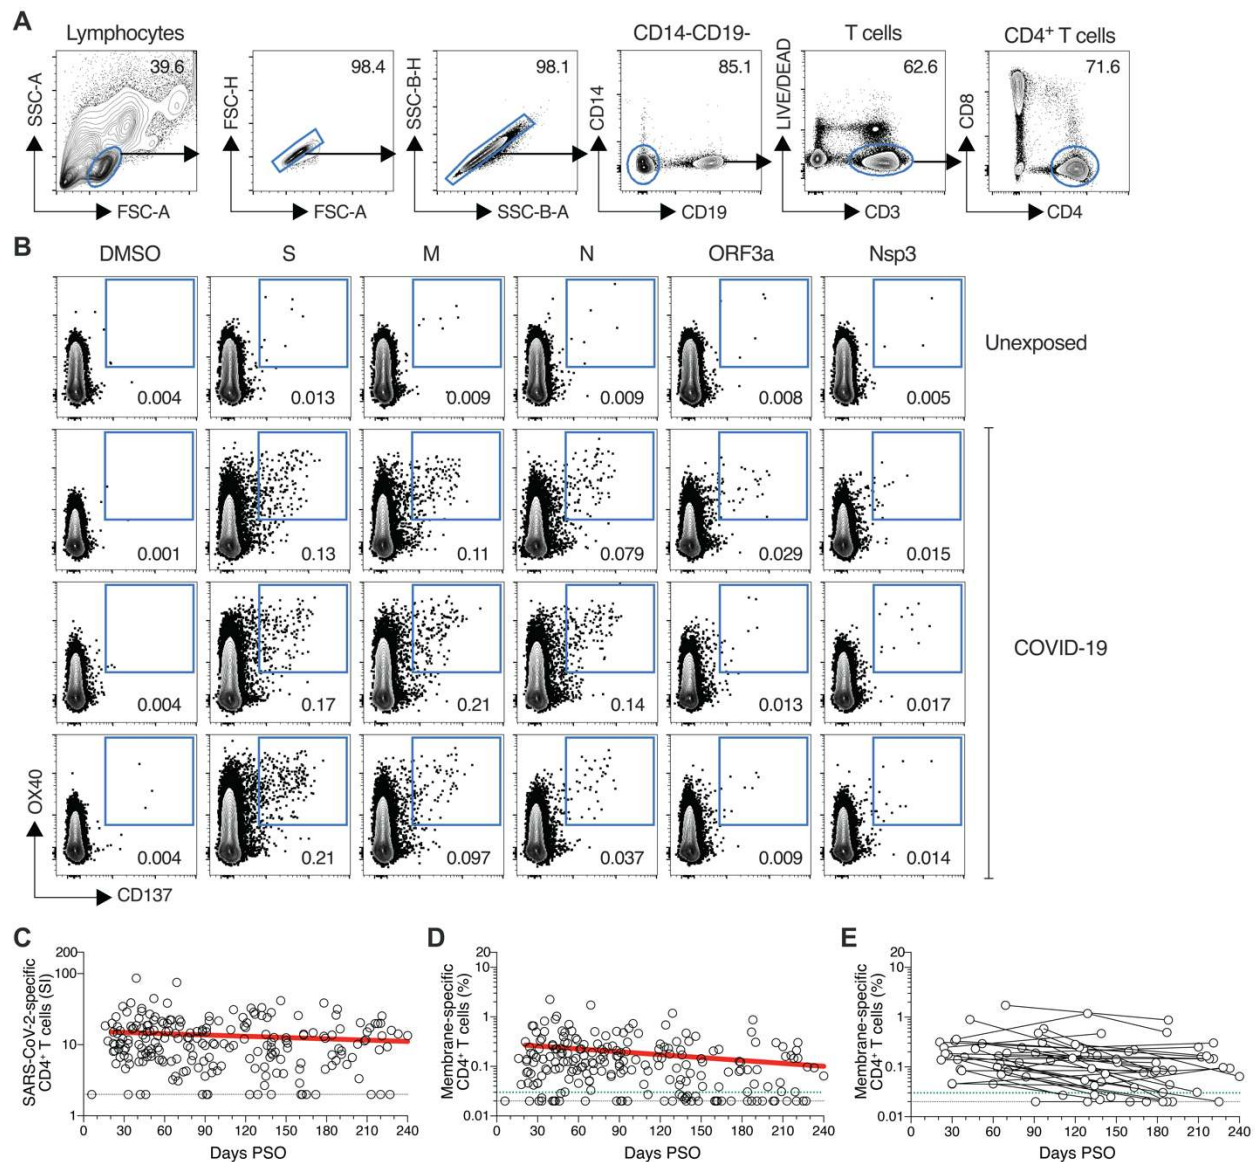 A
Lymphocytes
39.6
SSC-A
FSC-A
98.4
FSC-H
FSC-A
98.1
SSC-B-H
SSC-B-A
CD14-CD19-
85.1
CD14
CD19
T cells
62.6
LIVE/DEAD
CD3
CD4⁺ T cells
71.6
CD8
CD4
B
DMSO S M N ORF3a Nsp3
Unexposed
0.004 0.013 0.009 0.009 0.008 0.005
0.001 0.13 0.11 0.079 0.029 0.015
COVID-19
0.004 0.17 0.21 0.14 0.013 0.017
0.004 0.21 0.097 0.037 0.009 0.014
OX40
CD137
C
SARS-CoV-2-specific
CD4⁺ T cells (SI)
200
100
10
1
0 30 60 90 120 150 180 210 240
Days PSO
D
Membrane-specific
CD4⁺ T cells (%)
20
10
1
0.1
0.01
0 30 60 90 120 150 180 210 240
Days PSO
E
Membrane-specific
CD4⁺ T cells (%)
20
10
1
0.1
0.01
0 30 60 90 120 150 180 210 240
Days PSO